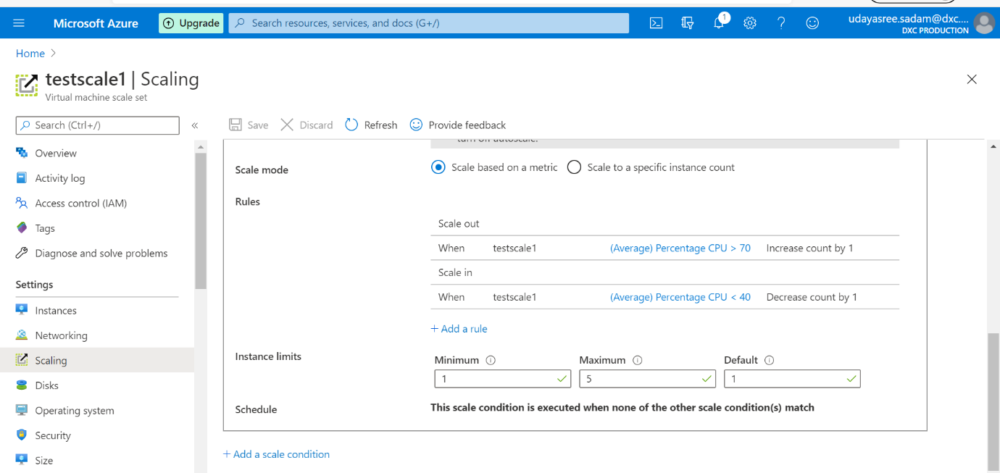 Microsoft Azure
Upgrade
Search resources, services, and docs (G+/)
1
udayasree.sadam@dxc....
DXC PRODUCTION
Home
testscale1 | Scaling
Virtual machine scale set
Search (Ctrl+/)
«
Save
Discard
Refresh
Provide feedback
Overview
Activity log
Access control (IAM)
Tags
Diagnose and solve problems
Settings
Instances
Networking
Scaling
Disks
Operating system
Security
Size
turn off autoscale.
Scale mode
Scale based on a metric
Scale to a specific instance count
Rules
Scale out
When testscale1 (Average) Percentage CPU > 70 Increase count by 1
Scale in
When testscale1 (Average) Percentage CPU < 40 Decrease count by 1
+ Add a rule
Instance limits
Minimum
Maximum
Default
1
5
1
Schedule
This scale condition is executed when none of the other scale condition(s) match
+ Add a scale condition